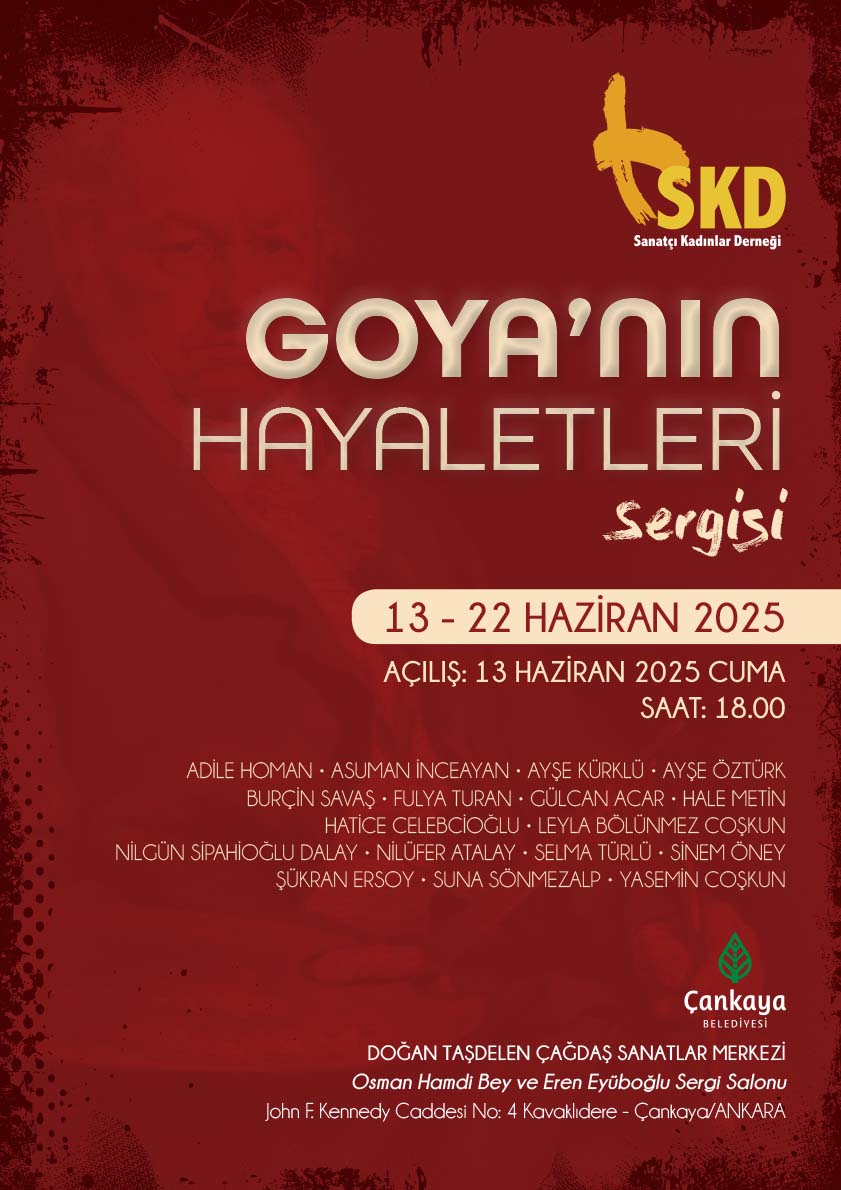 SKD
Sanatçı Kadınlar Derneği
GOYA'NIN
HAYALETLERİ
Sergisi
13 - 22 HAZİRAN 2025
AÇILIŞ: 13 HAZİRAN 2025 CUMA
SAAT: 18.00
ADİLE HOMAN • ASUMAN İNCEAYAN • AYŞE KÜRKLÜ • AYŞE ÖZTÜRK
BURÇİN SAVAŞ • FULYA TURAN • GÜLCAN ACAR • HALE METİN
HATİCE CELEBCİOĞLU • LEYLA BÖLÜNMEZ COŞKUN
NİLGÜN SİPAHİOĞLU DALAY • NİLÜFER ATALAY • SELMA TÜRLÜ • SİNEM ÖNEY
ŞÜKRAN ERSOY • SUNA SÖNMEZALP • YASEMİN COŞKUN
Çankaya
BELEDİYESİ
DOĞAN TAŞDELEN ÇAĞDAŞ SANATLAR MERKEZİ
Osman Hamdi Bey ve Eren Eyüboğlu Sergi Salonu
John F. Kennedy Caddesi No: 4 Kavaklıdere - Çankaya/ANKARA